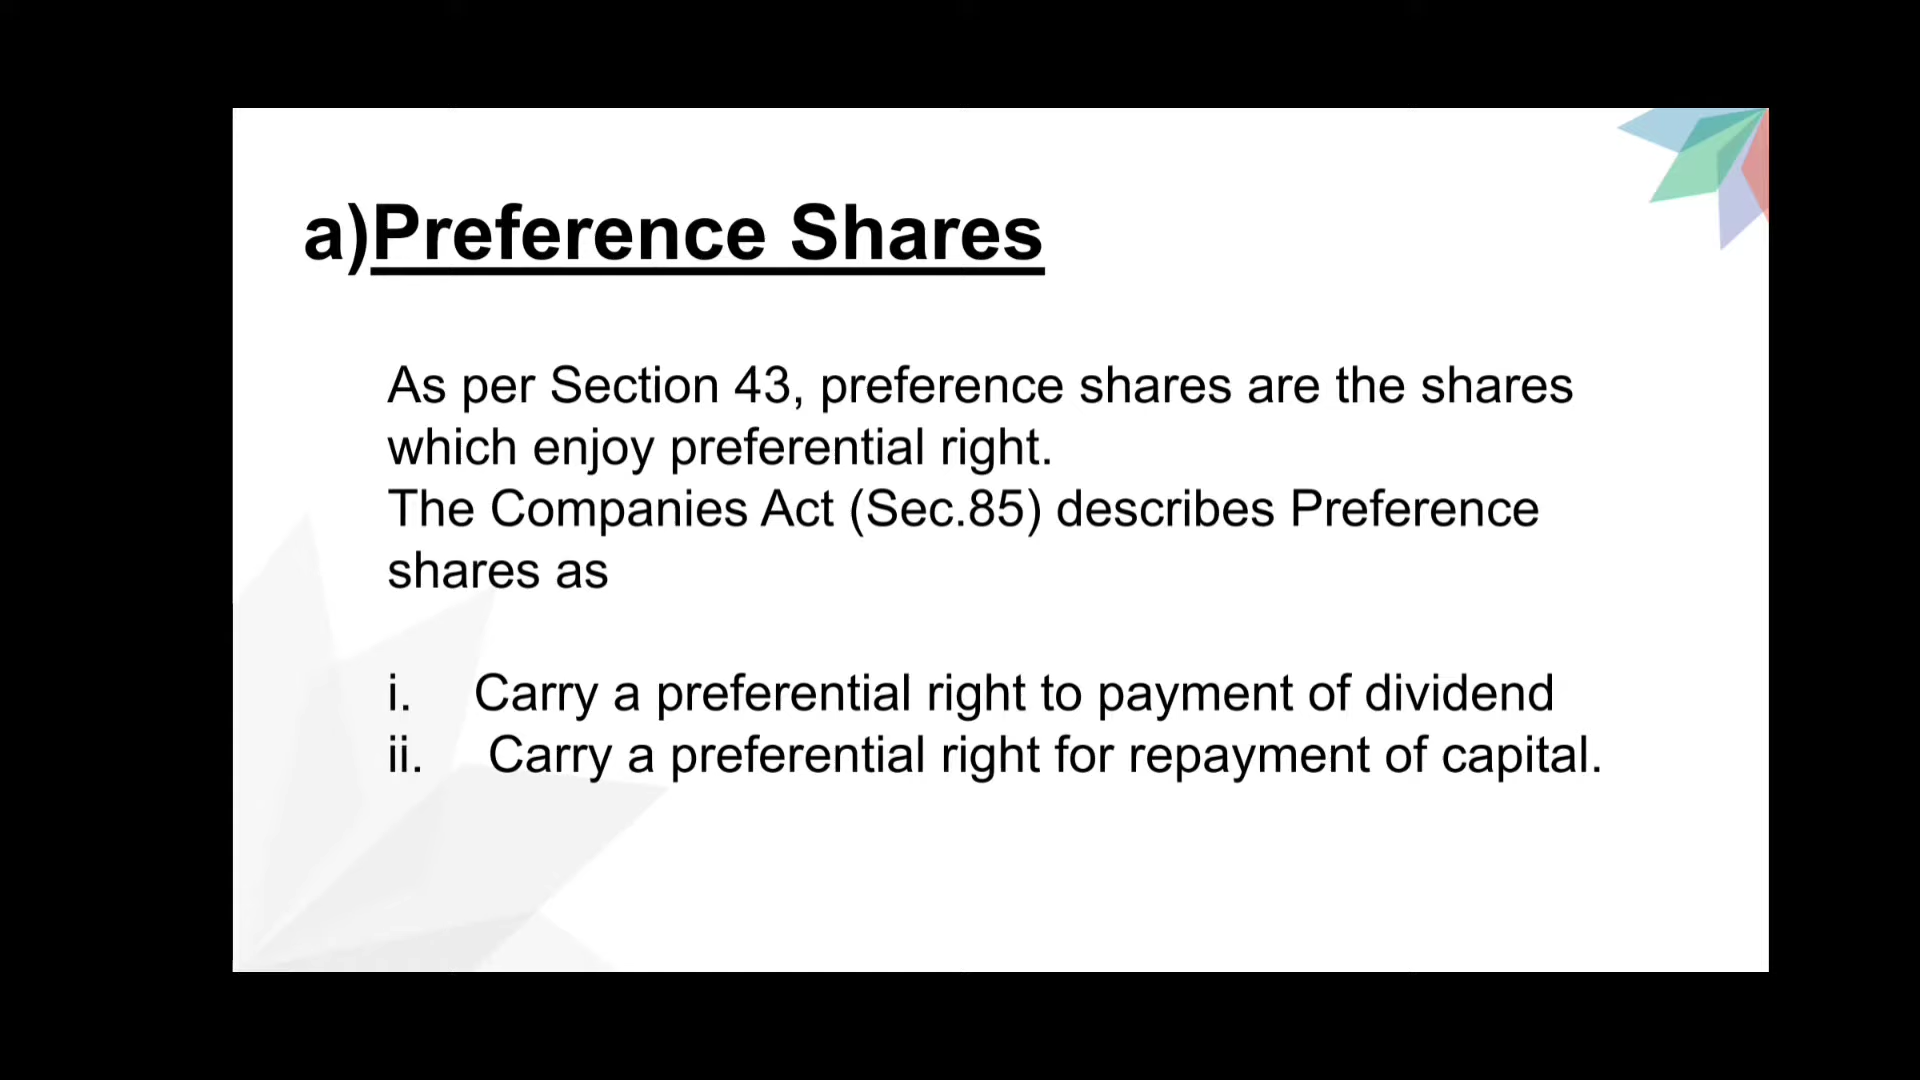 a)Preference Shares
As per Section 43, preference shares are the shares
which enjoy preferential right.
The Companies Act (Sec.85) describes Preference
shares as
i. Carry a preferential right to payment of dividend
ii. Carry a preferential right for repayment of capital.